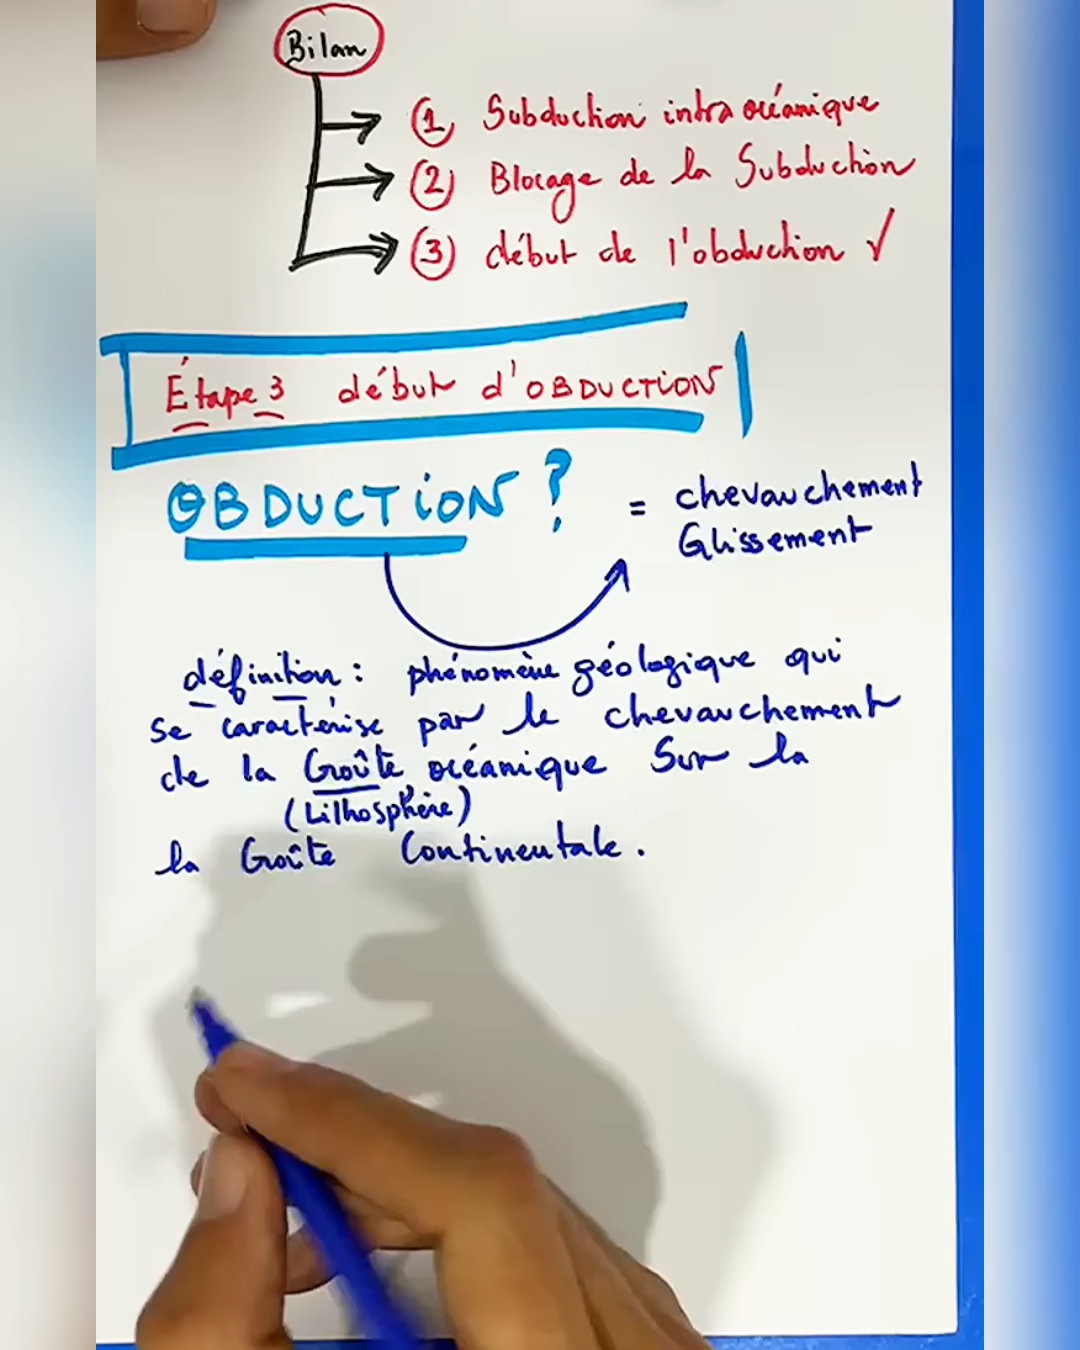 Bilan
1 Subduction intra océanique
2 Blocage de la Subduction
3 début de l'obduction ✓
Étape 3 début d'OBDUCTION
OBDUCTION ?
= chevauchement
Glissement
définition : phénomène géologique qui
se caractérise par le chevauchement
de la Croûte océanique Sur la
(Lithosphère)
la Croûte Continentale.